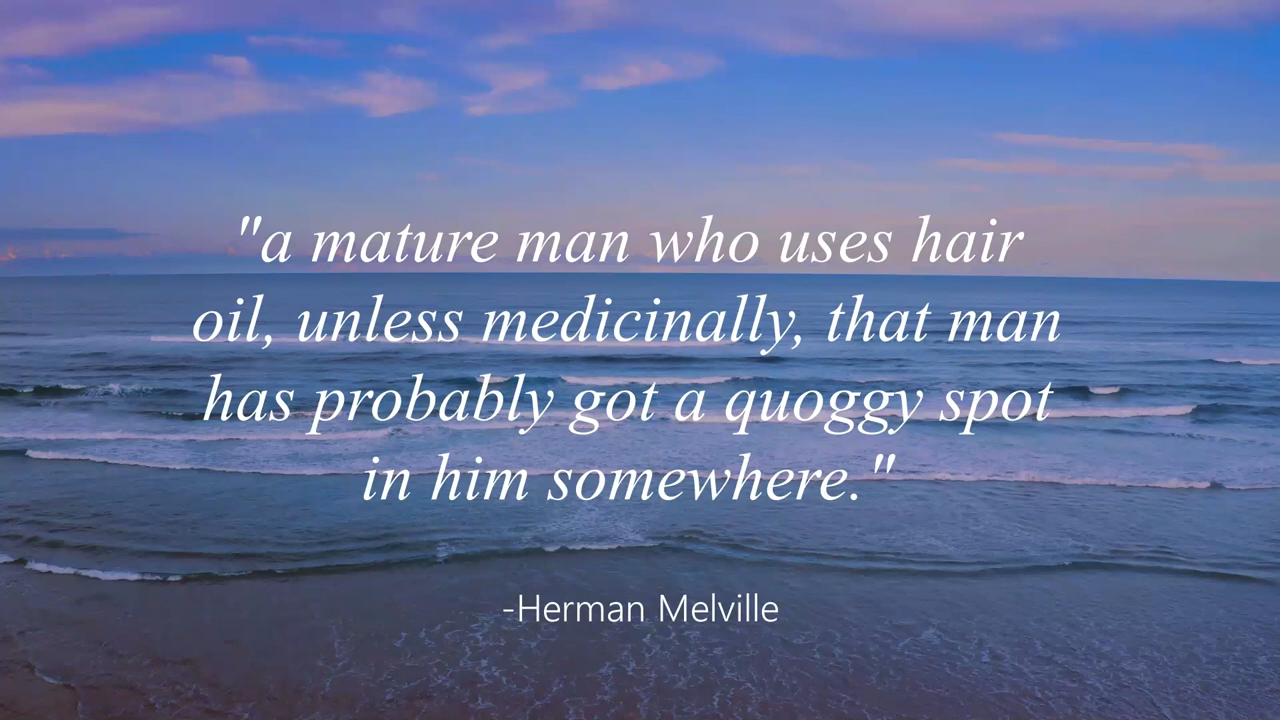 "a mature man who uses hair
oil, unless medicinally, that man
has probably got a quoggy spot
in him somewhere."
-Herman Melville